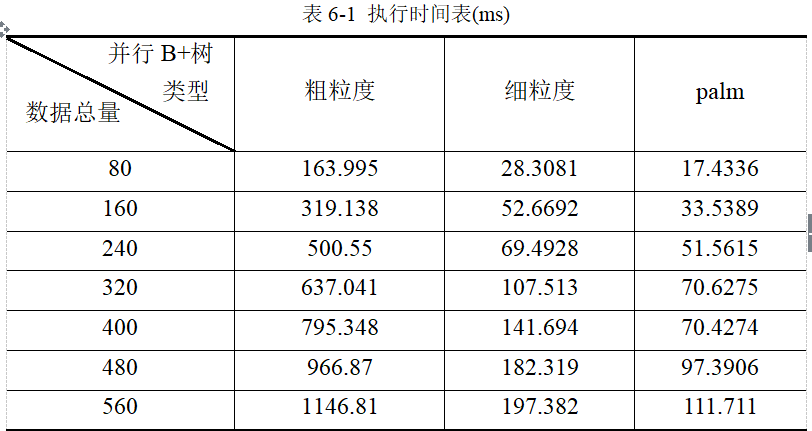 表 6-1 执行时间表(ms)
并行 B+树
类型
数据总量
粗粒度 细粒度 palm
80 163.995 28.3081 17.4336
160 319.138 52.6692 33.5389
240 500.55 69.4928 51.5615
320 637.041 107.513 70.6275
400 795.348 141.694 70.4274
480 966.87 182.319 97.3906
560 1146.81 197.382 111.711